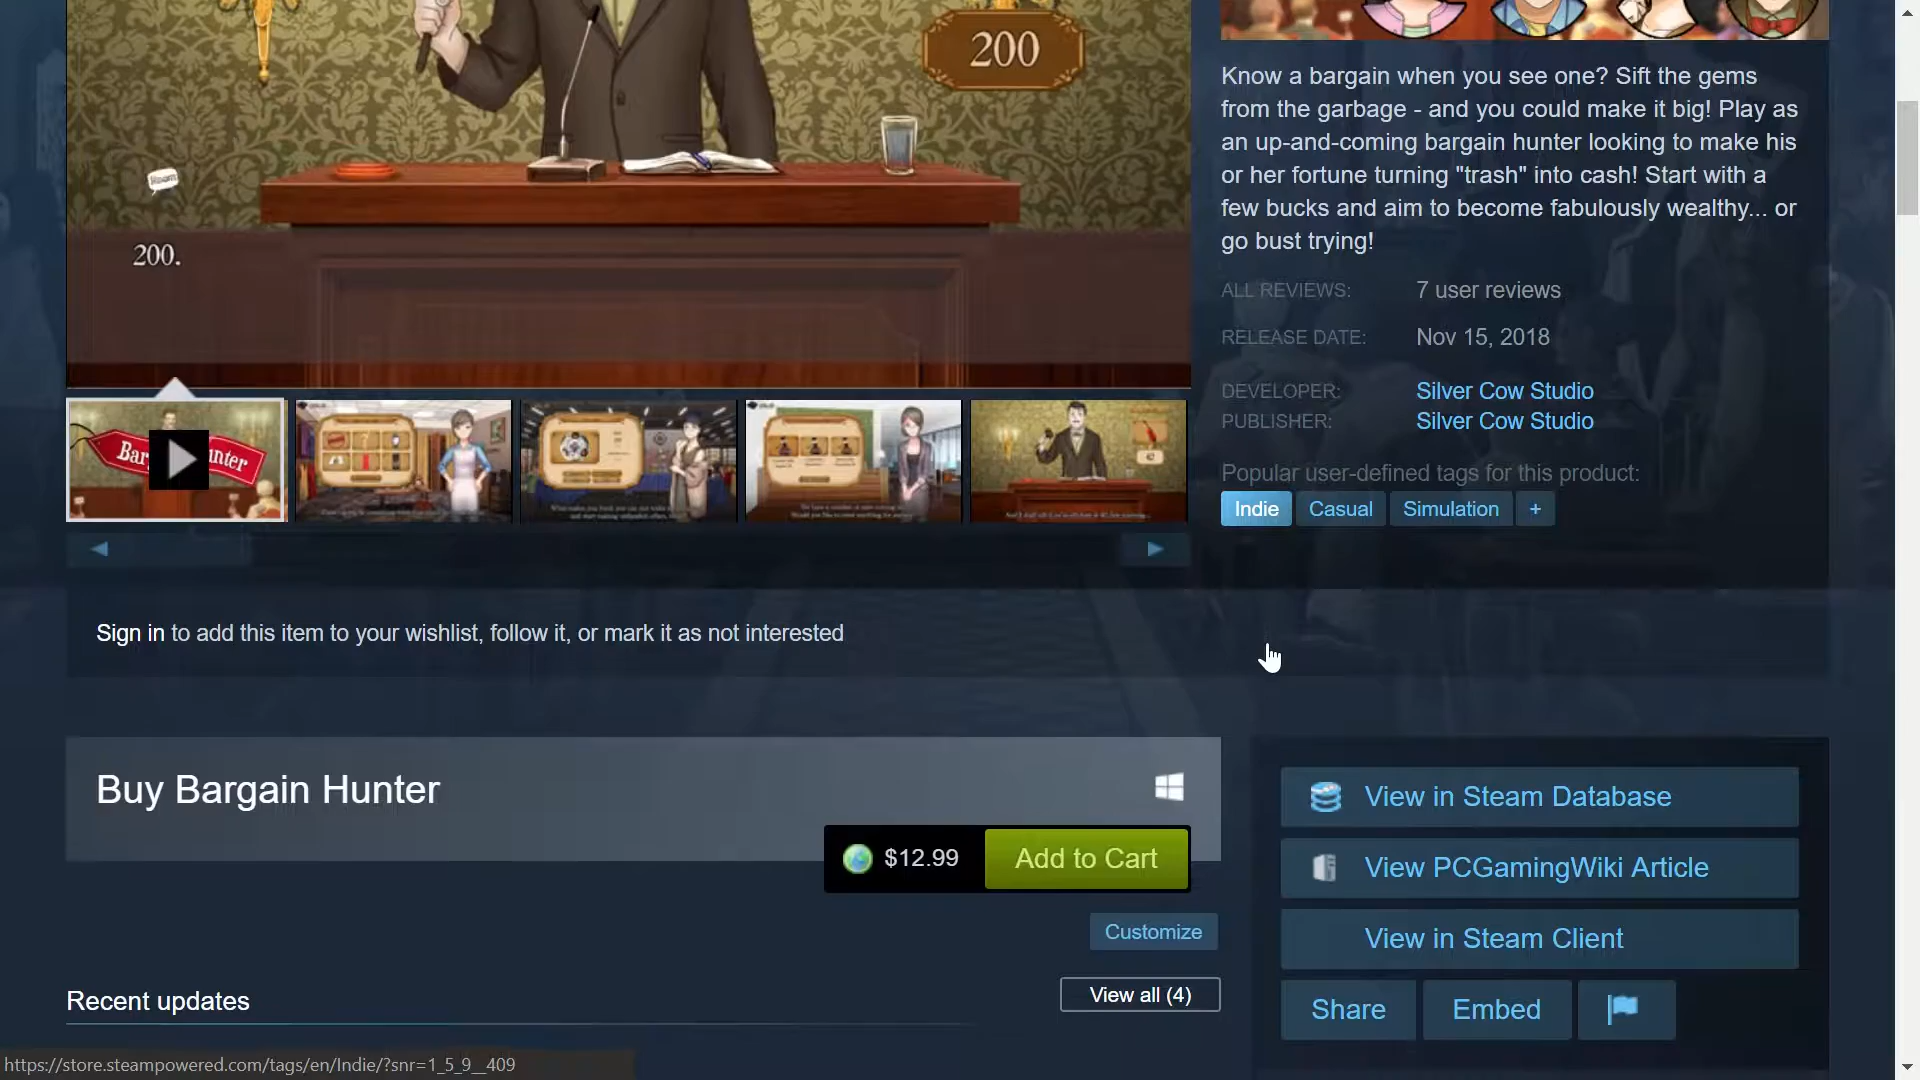 200
Know a bargain when you see one? Sift the gems
from the garbage - and you could make it big! Play as
an up-and-coming bargain hunter looking to make his
or her fortune turning "trash" into cash! Start with a
few bucks and aim to become fabulously wealthy... or
go bust trying!
200.
ALL REVIEWS: 7 user reviews
RELEASE DATE: Nov 15, 2018
DEVELOPER: Silver Cow Studio
PUBLISHER: Silver Cow Studio
Popular user-defined tags for this product:
Indie Casual Simulation +
Sign in to add this item to your wishlist, follow it, or mark it as not interested
Buy Bargain Hunter
$12.99 Add to Cart
Customize
Recent updates
View all (4)
View in Steam Database
View PCGamingWiki Article
View in Steam Client
Share Embed
https://store.steampowered.com/tags/en/Indie/?snr=1_5_9__409